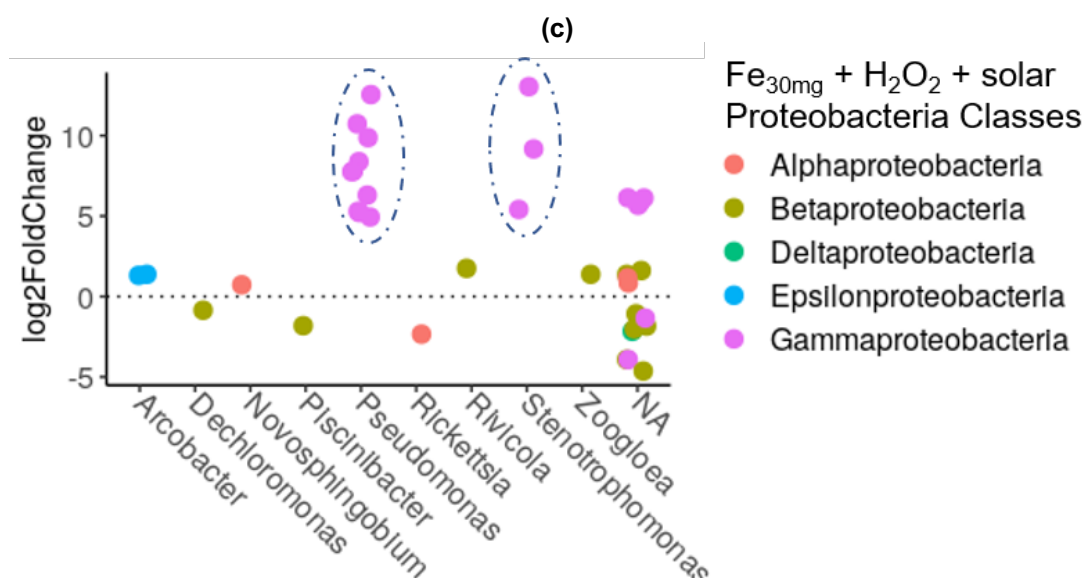 (c)
Fe30mg + H2O2 + solar
Proteobacteria Classes
Alphaproteobacteria
Betaproteobacteria
Deltaproteobacteria
Epsilonproteobacteria
Gammaproteobacteria
log2FoldChange
10
5
0
-5
Arcobacter
Dechloromonas
Novosphingobium
Piscinibacter
Pseudomonas
Rickettsia
Rivicola
Stenotrophomonas
Zoogloea
NA